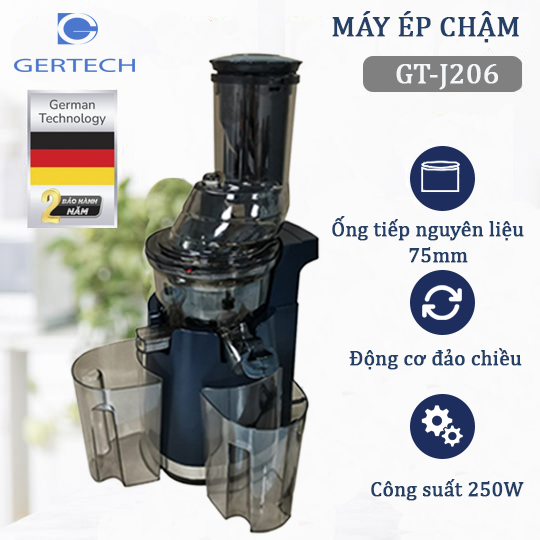 GERTECH
German
Technology
2 BẢO HÀNH
NĂM
MÁY ÉP CHẬM
GT-J206
Ống tiếp nguyên liệu
75mm
Động cơ đảo chiều
Công suất 250W